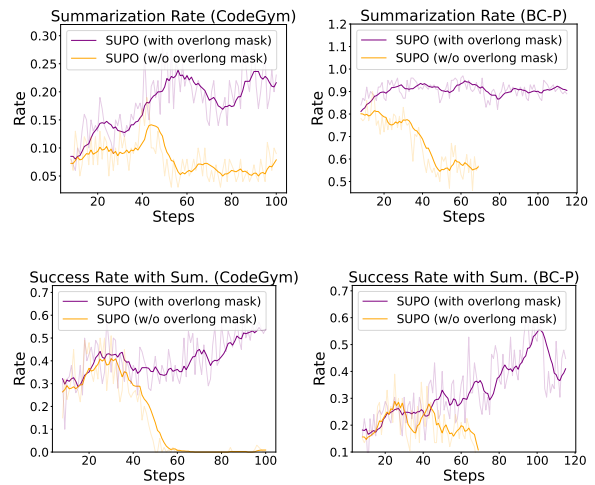 Summarization Rate (CodeGym)
SUPO (with overlong mask)
SUPO (w/o overlong mask)
Rate
0.30
0.25
0.20
0.15
0.10
0.05
20 40 60 80 100
Steps
Summarization Rate (BC-P)
SUPO (with overlong mask)
SUPO (w/o overlong mask)
Rate
1.2
1.1
1.0
0.9
0.8
0.7
0.6
0.5
20 40 60 80 100 120
Steps
Success Rate with Sum. (CodeGym)
SUPO (with overlong mask)
SUPO (w/o overlong mask)
Rate
0.7
0.6
0.5
0.4
0.3
0.2
0.1
0.0
20 40 60 80 100
Steps
Success Rate with Sum. (BC-P)
SUPO (with overlong mask)
SUPO (w/o overlong mask)
Rate
0.7
0.6
0.5
0.4
0.3
0.2
0.1
20 40 60 80 100
Steps